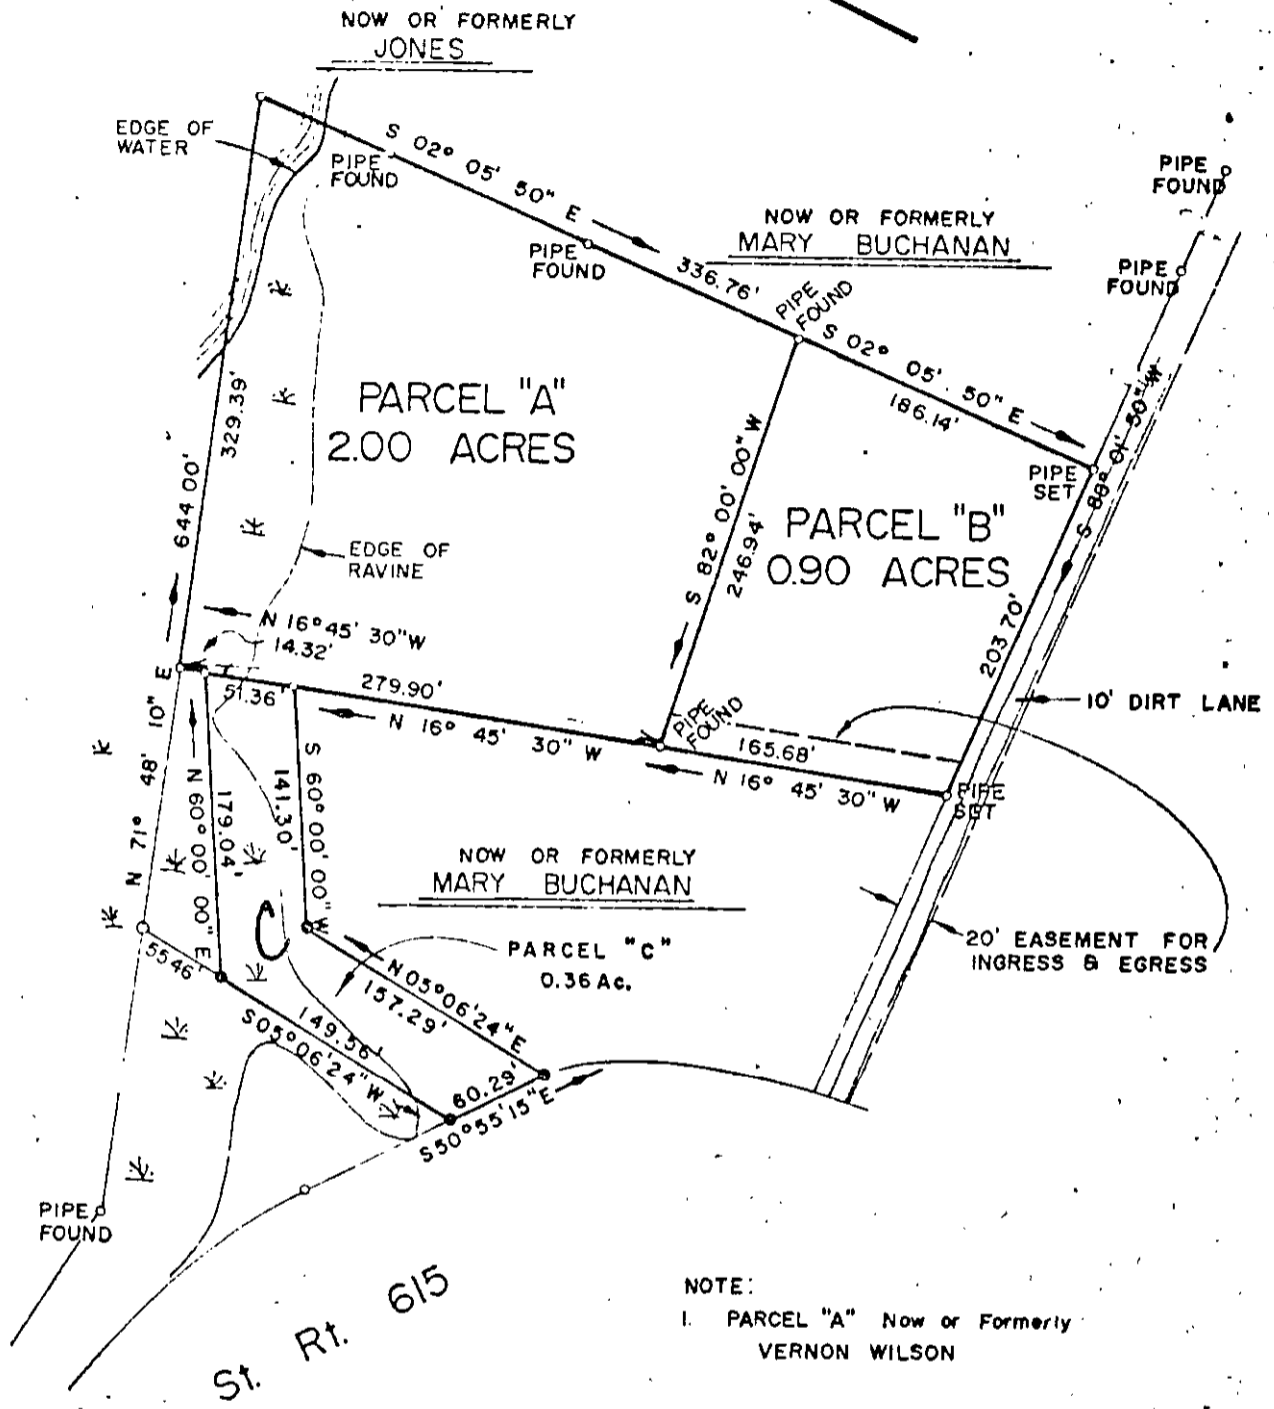 NOW OR FORMERLY
JONES
EDGE OF
WATER
PIPE
FOUND
S 02° 05' 50" E
PIPE
FOUND
336.76'
NOW OR FORMERLY
MARY BUCHANAN
PIPE
FOUND
PIPE
FOUND
PIPE
FOUND
S 02° 05' 50" E
186.14'
329.39'
644 00'
PARCEL "A"
2.00 ACRES
S 82° 00' 00" W
246.94'
PIPE
SET
S 88° 01' 50" W
PARCEL "B"
0.90 ACRES
203 70'
EDGE OF
RAVINE
N 16° 45' 30" W
14.32'
51.36'
279.90'
N 16° 45' 30" W
PIPE
FOUND
165.68'
N 16° 45' 30" W
PIPE
SET
10' DIRT LANE
N 71° 48' 10" E
N 60° 00' 00" E
179.04'
S 60° 00' 00" W
141.30'
NOW OR FORMERLY
MARY BUCHANAN
C
PARCEL "C"
0.36 Ac.
20' EASEMENT FOR
INGRESS & EGRESS
55 46'
N 05° 06' 24" E
157.29'
149.56'
S 05° 06' 24" W
60.29'
S 50° 55' 15" E
PIPE
FOUND
St. Rt. 615
NOTE:
1. PARCEL "A" Now or Formerly
VERNON WILSON